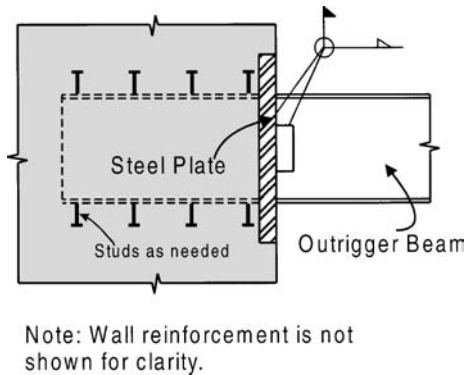 Steel Plate
Studs as needed
Outrigger Beam
Note: Wall reinforcement is not
shown for clarity.